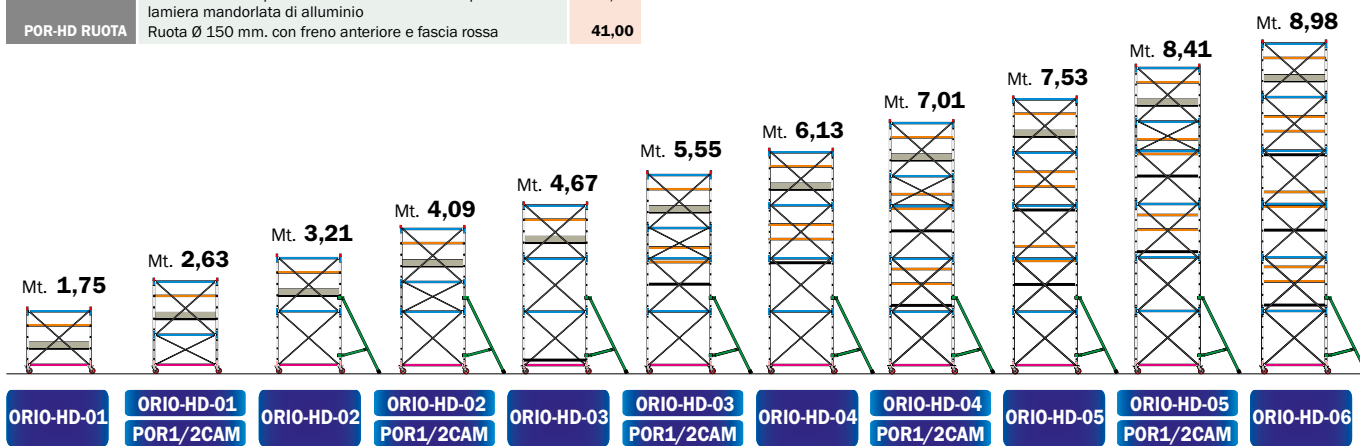 lamiera mandorlata di alluminio
POR-HD RUOTA Ruota Ø 150 mm. con freno anteriore e fascia rossa 41,00
Mt. 1,75
Mt. 2,63
Mt. 3,21
Mt. 4,09
Mt. 4,67
Mt. 5,55
Mt. 6,13
Mt. 7,01
Mt. 7,53
Mt. 8,41
Mt. 8,98
ORIO-HD-01
ORIO-HD-01
POR1/2CAM
ORIO-HD-02
ORIO-HD-02
POR1/2CAM
ORIO-HD-03
ORIO-HD-03
POR1/2CAM
ORIO-HD-04
ORIO-HD-04
POR1/2CAM
ORIO-HD-05
ORIO-HD-05
POR1/2CAM
ORIO-HD-06